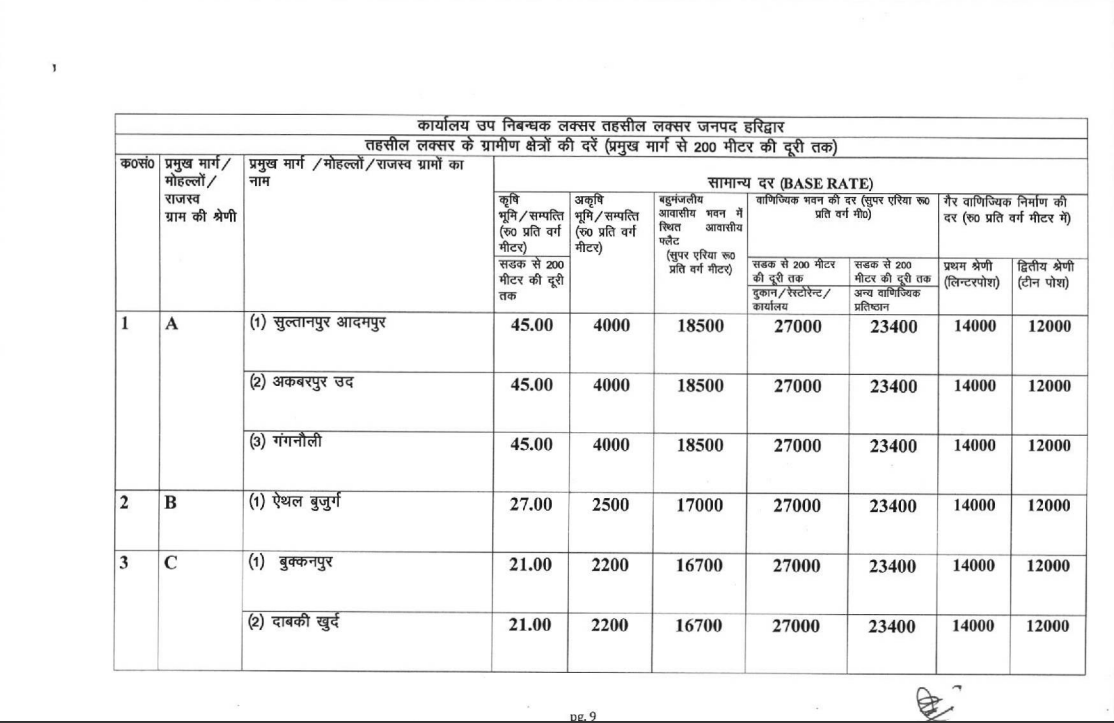 कार्यालय उप निबन्धक लक्सर तहसील लक्सर जनपद हरिद्वार
तहसील लक्सर के ग्रामीण क्षेत्रों की दरें (प्रमुख मार्ग से 200 मीटर की दूरी तक)
क०सं० प्रमुख मार्ग/ प्रमुख मार्ग /मोहल्लों/राजस्व ग्रामों का
मोहल्लों/ नाम
राजस्व
ग्राम की श्रेणी
सामान्य दर (BASE RATE)
कृषि
भूमि/सम्पत्ति
(रु० प्रति वर्ग
मीटर)
सडक से 200
मीटर की दूरी
तक
अकृषि
भूमि/सम्पत्ति
(रु० प्रति वर्ग
मीटर)
बहुमंजलीय
आवासीय भवन में
स्थित आवासीय
फ्लैट
(सुपर एरिया रू०
प्रति वर्ग मीटर)
वाणिज्यिक भवन की दर (सुपर एरिया रू०
प्रति वर्ग मी०)
सडक से 200 मीटर
की दूरी तक
दुकान/रेस्टोरेन्ट/
कार्यालय
सडक से 200
मीटर की दूरी तक
अन्य वाणिज्यिक
प्रतिष्ठान
गैर वाणिज्यिक निर्माण की
दर (रु० प्रति वर्ग मीटर में)
प्रथम श्रेणी
(लिन्टरपोश)
द्वितीय श्रेणी
(टीन पोश)
1 A (1) सुल्तानपुर आदमपुर 45.00 4000 18500 27000 23400 14000 12000
(2) अकबरपुर उद 45.00 4000 18500 27000 23400 14000 12000
(3) गंगनौली 45.00 4000 18500 27000 23400 14000 12000
2 B (1) ऐथल बुजुर्ग 27.00 2500 17000 27000 23400 14000 12000
3 C (1) बुक्कनपुर 21.00 2200 16700 27000 23400 14000 12000
(2) दाबकी खुर्द 21.00 2200 16700 27000 23400 14000 12000
pg. 9